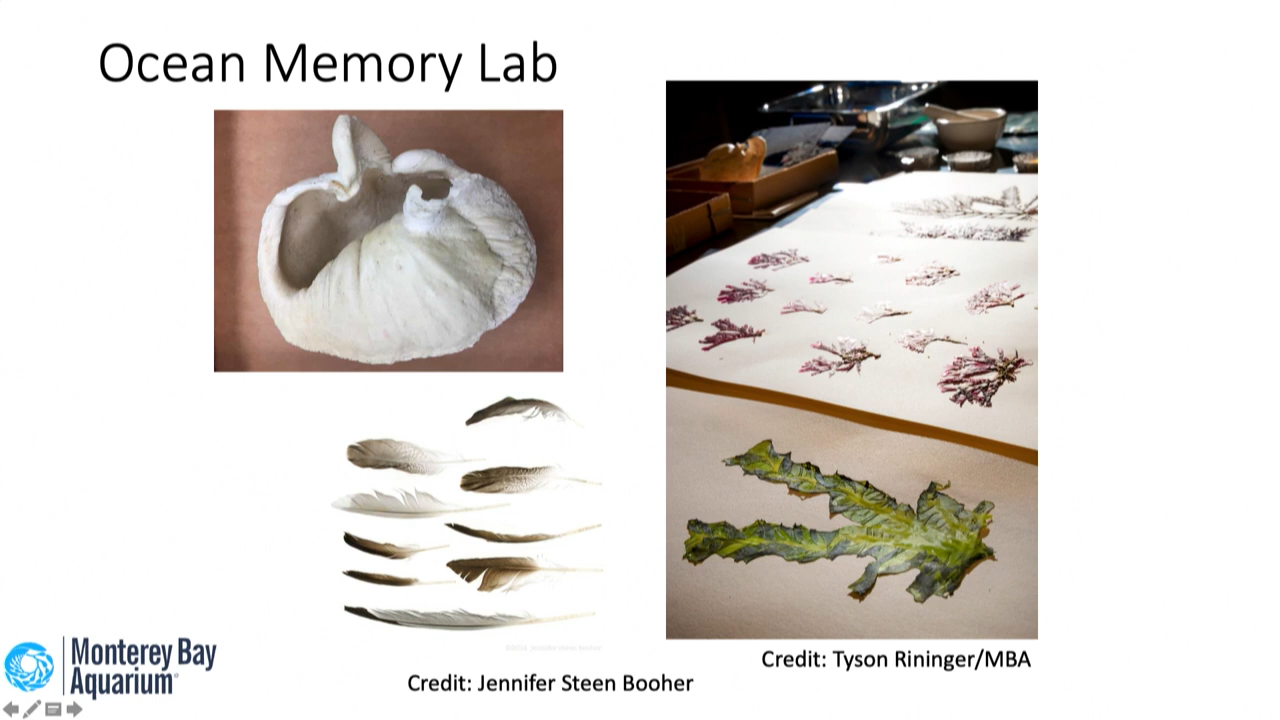 Ocean Memory Lab
Credit: Tyson Rininger/MBA
Credit: Jennifer Steen Booher
Monterey Bay
Aquarium